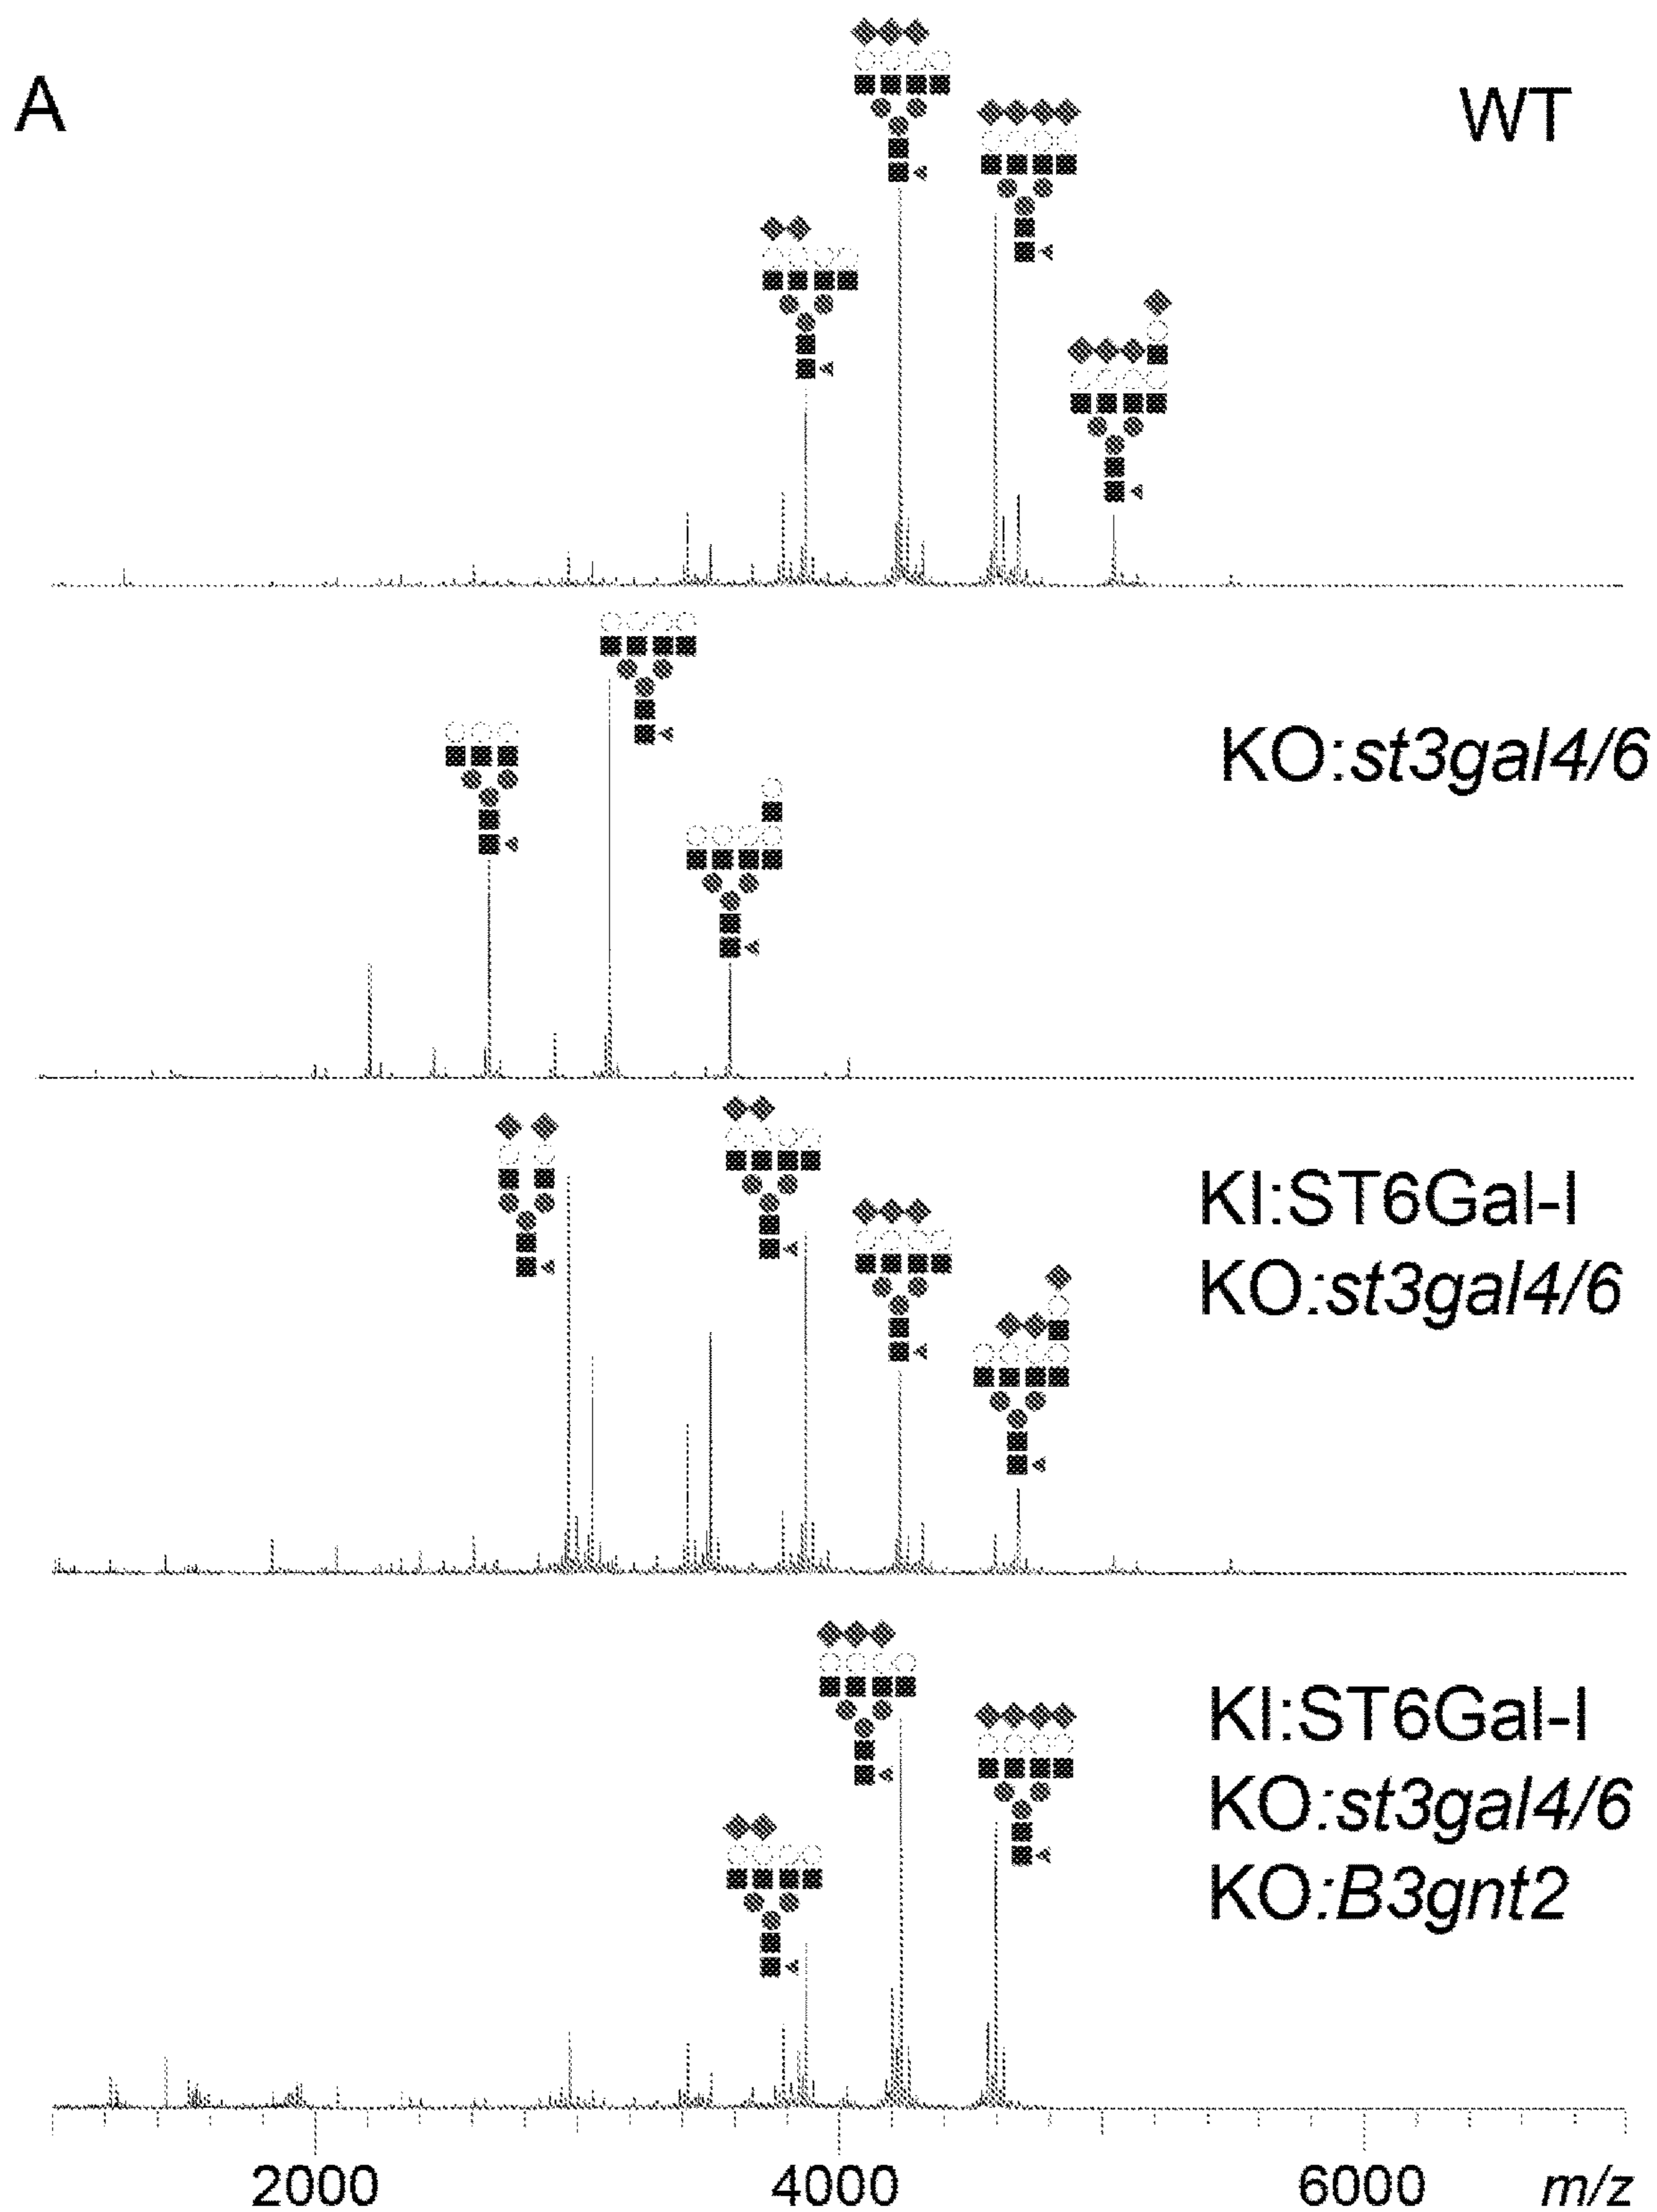 A
WT
KO:st3gal4/6
KI:ST6Gal-I
KO:st3gal4/6
KI:ST6Gal-I
KO:st3gal4/6
KO:B3gnt2
2000 4000 6000 m/z